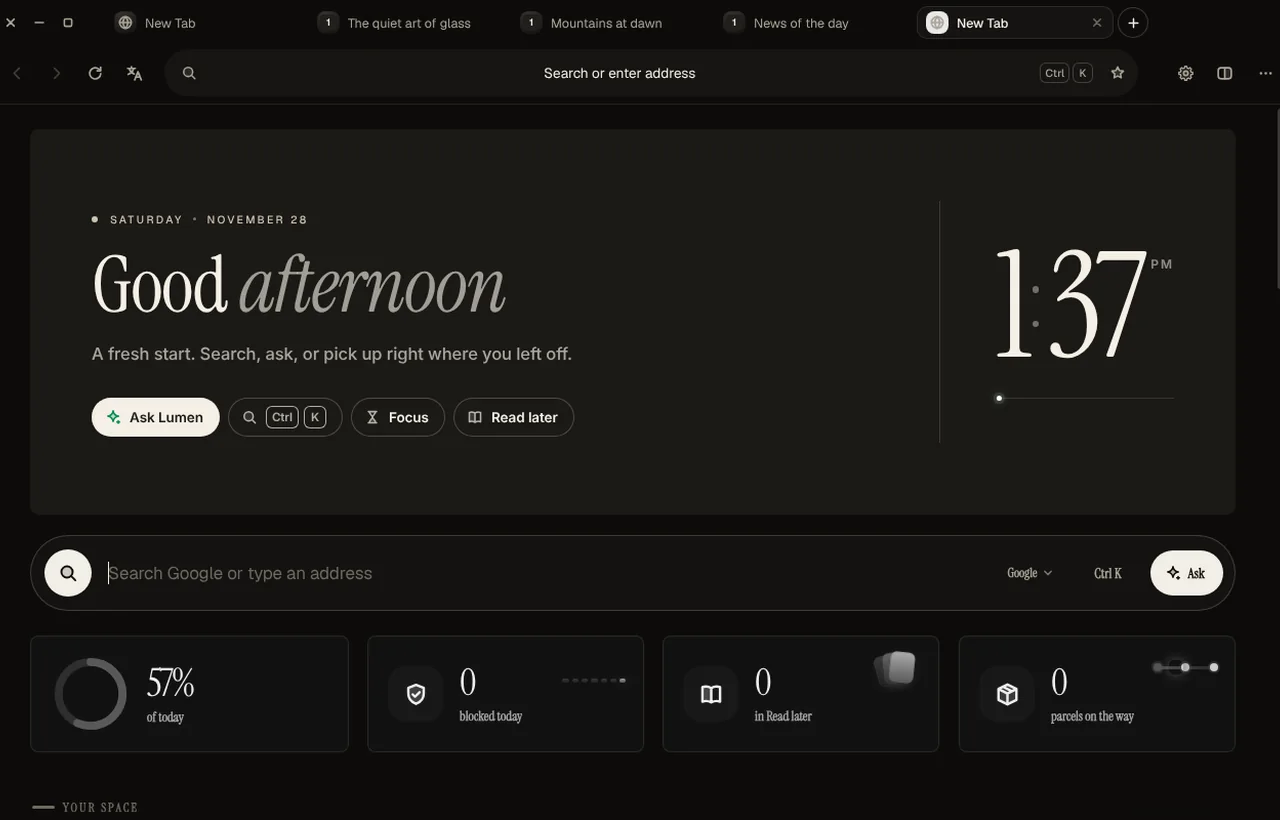 New Tab
1 The quiet art of glass
1 Mountains at dawn
1 News of the day
New Tab
Search or enter address
Ctrl K
SATURDAY • NOVEMBER 28
Good afternoon
1:37 PM
A fresh start. Search, ask, or pick up right where you left off.
Ask Lumen
Ctrl K
Focus
Read later
Search Google or type an address
Google
Ctrl K
Ask
57%
of today
0
blocked today
0
in Read later
0
parcels on the way
YOUR SPACE